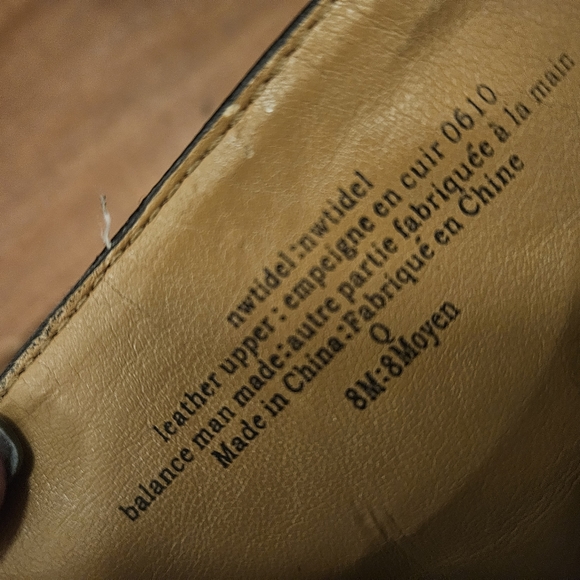 nwtidel:nwtidel
leather upper: empeigne en cuir 0610
balance man made:autre partie fabriquée à la main
Made in China:Fabriqué en Chine
Q
8M:8Moyen